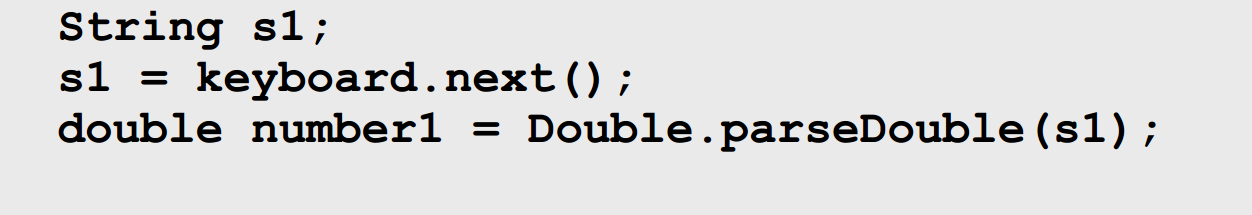 String s1;
s1 = keyboard.next();
double number1 = Double.parseDouble(s1);